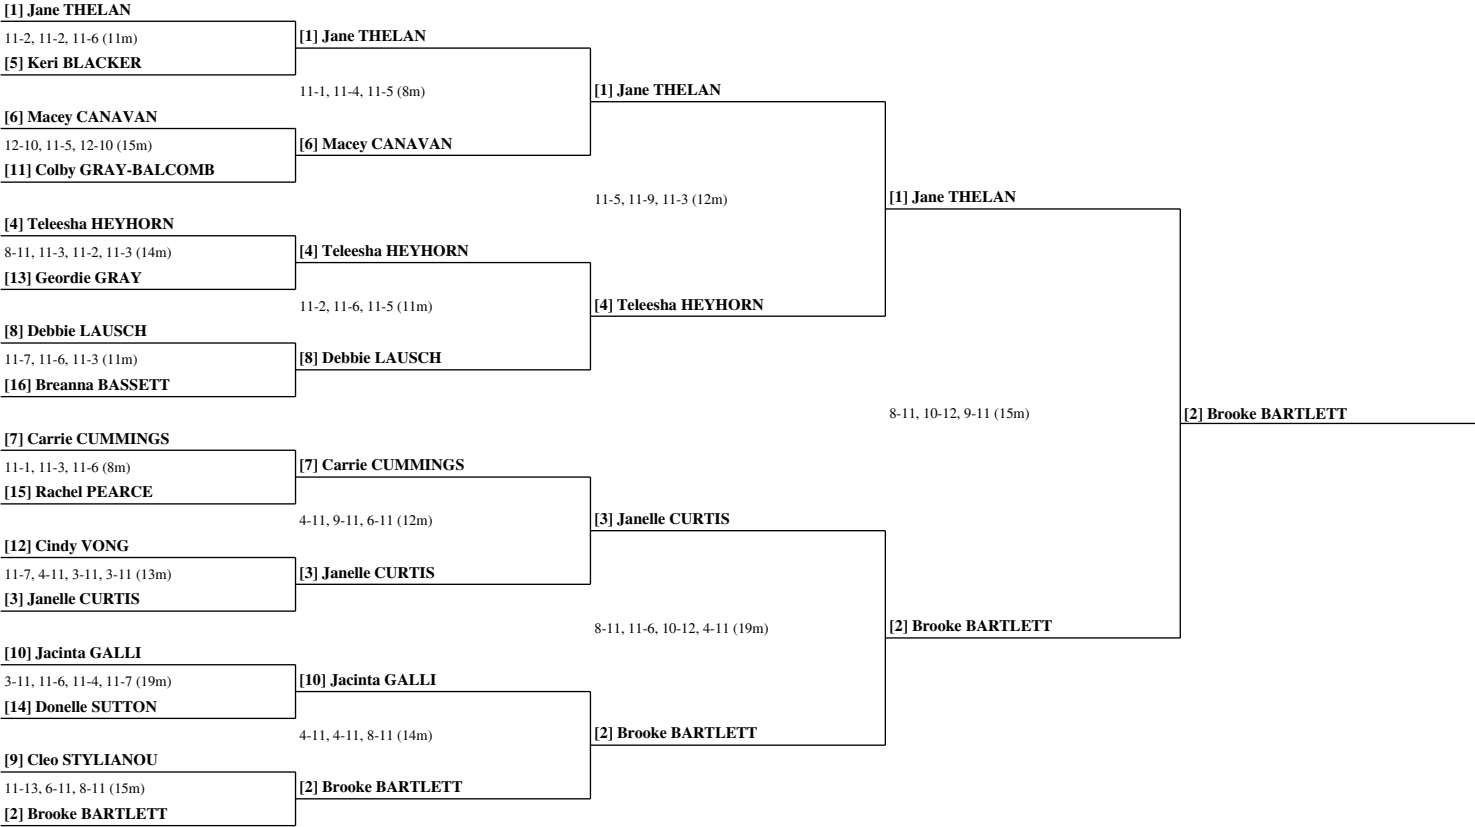 [1] Jane THELAN
11-2, 11-2, 11-6 (11m)
[5] Keri BLACKER
[6] Macey CANAVAN
12-10, 11-5, 12-10 (15m)
[11] Colby GRAY-BALCOMB
[4] Teleesha HEYHORN
8-11, 11-3, 11-2, 11-3 (14m)
[13] Geordie GRAY
[8] Debbie LAUSCH
11-7, 11-6, 11-3 (11m)
[16] Breanna BASSETT
[7] Carrie CUMMINGS
11-1, 11-3, 11-6 (8m)
[15] Rachel PEARCE
[12] Cindy VONG
11-7, 4-11, 3-11, 3-11 (13m)
[3] Janelle CURTIS
[10] Jacinta GALLI
3-11, 11-6, 11-4, 11-7 (19m)
[14] Donelle SUTTON
[9] Cleo STYLIANOU
11-13, 6-11, 8-11 (15m)
[2] Brooke BARTLETT
[1] Jane THELAN
11-1, 11-4, 11-5 (8m)
[6] Macey CANAVAN
[4] Teleesha HEYHORN
11-2, 11-6, 11-5 (11m)
[8] Debbie LAUSCH
[7] Carrie CUMMINGS
4-11, 9-11, 6-11 (12m)
[3] Janelle CURTIS
[10] Jacinta GALLI
4-11, 4-11, 8-11 (14m)
[2] Brooke BARTLETT
[1] Jane THELAN
11-5, 11-9, 11-3 (12m)
[4] Teleesha HEYHORN
[3] Janelle CURTIS
8-11, 11-6, 10-12, 4-11 (19m)
[2] Brooke BARTLETT
[1] Jane THELAN
8-11, 10-12, 9-11 (15m)
[2] Brooke BARTLETT
[2] Brooke BARTLETT